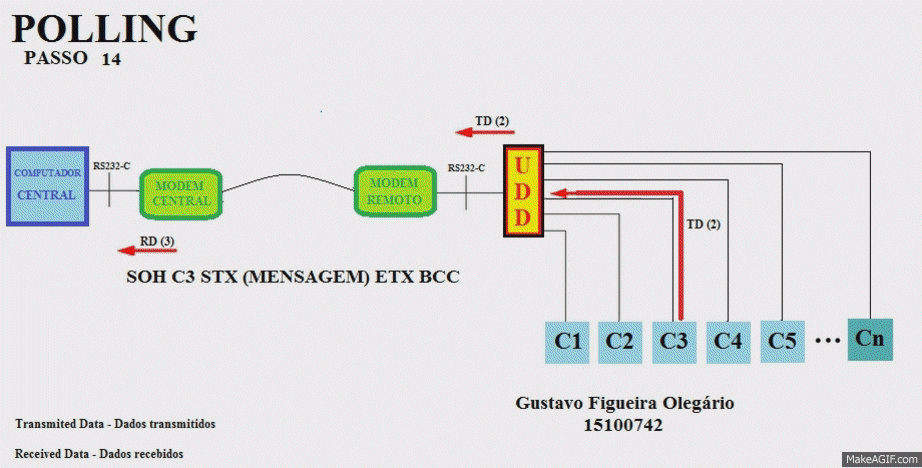 POLLING
PASSO 14
TD (2)
COMPUTADOR
CENTRAL
RS232-C
MODEM
CENTRAL
MODEM
REMOTO
RS232-C
U
D
D
TD (2)
RD (3)
SOH C3 STX (MENSAGEM) ETX BCC
C1 C2 C3 C4 C5 ... Cn
Gustavo Figueira Olegário
15100742
Transmited Data - Dados transmitidos
Received Data - Dados recebidos
MakeAGIF.com